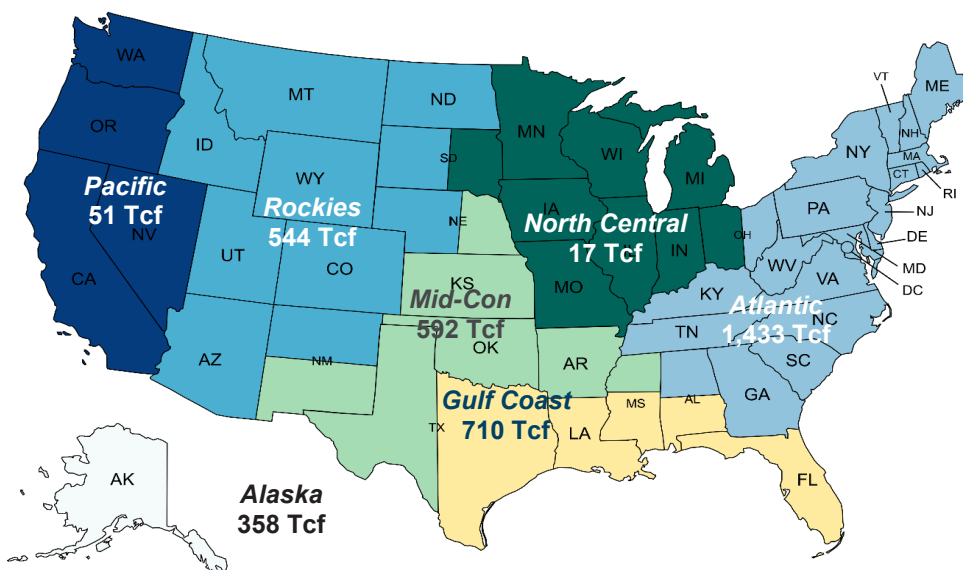 WA
MT
ND
MN
VT
ME
OR
ID
SD
WI
NH
NY
MA
CT
RI
WY
MI
Pacific
51 Tcf
Rockies
544 Tcf
NE
IA
North Central
17 Tcf
IN
OH
PA
NJ
NV
UT
CO
KS
MO
WV
VA
DE
MD
DC
CA
Mid-Con
592 Tcf
KY
Atlantic
1,433 Tcf
NC
TN
AZ
NM
OK
AR
SC
Gulf Coast
710 Tcf
MS
AL
GA
TX
LA
FL
AK
Alaska
358 Tcf